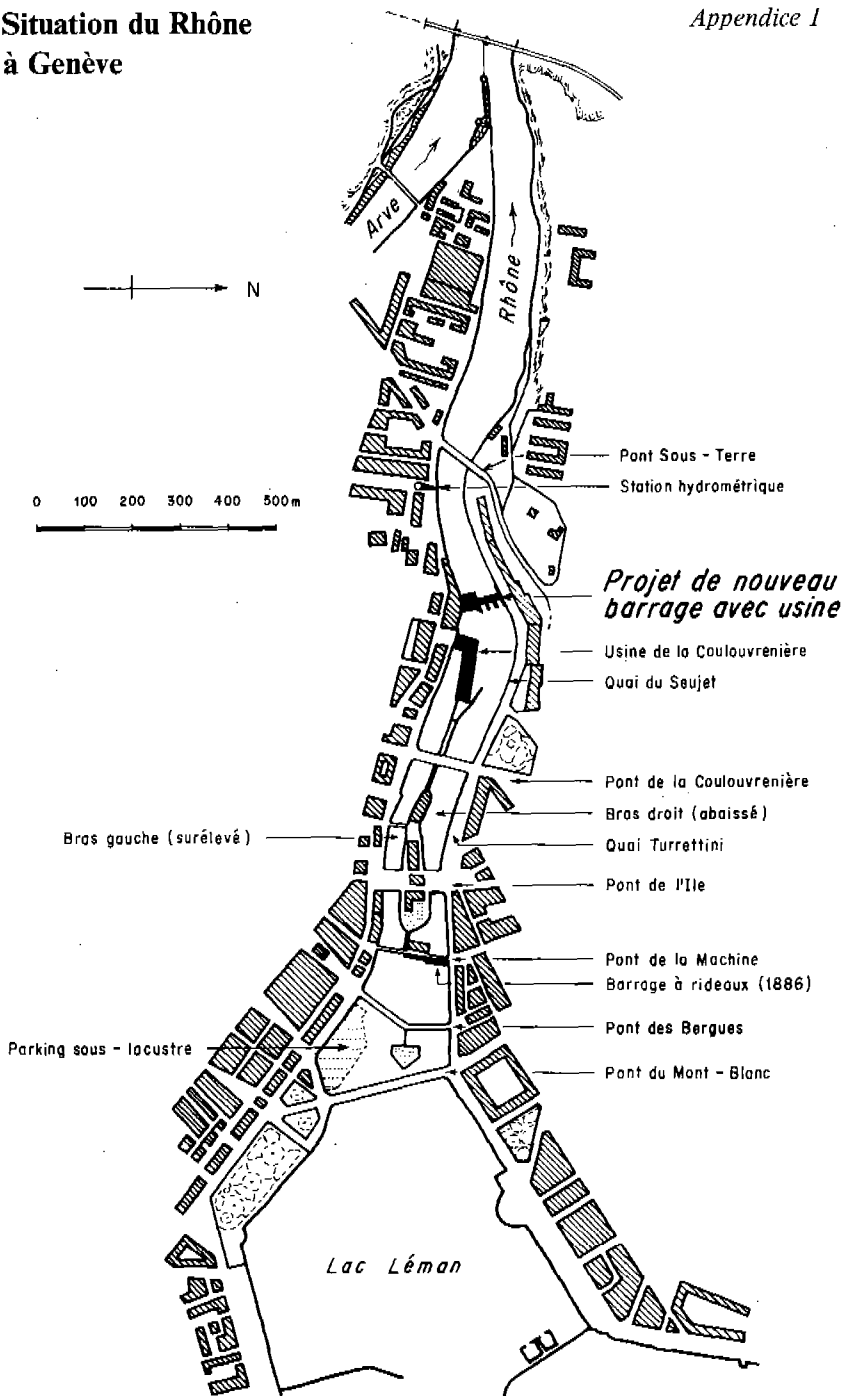 Situation du Rhône
à Genève
Appendice 1
Arve
Rhône
N
0 100 200 300 400 500m
Pont Sous - Terre
Station hydrométrique
Projet de nouveau
barrage avec usine
Usine de la Coulouvrenière
Quai du Seujet
Pont de la Coulouvrenière
Bras droit (abaissé)
Bras gauche (surélevé)
Quai Turrettini
Pont de l'Ile
Pont de la Machine
Barrage à rideaux (1886)
Pont des Bergues
Parking sous - lacustre
Pont du Mont - Blanc
Lac Léman